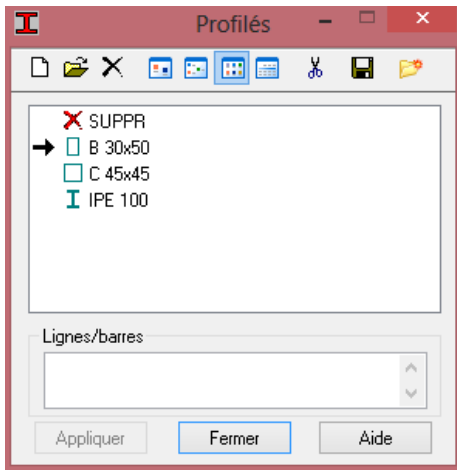 Profilés
SUPPR
B 30x50
C 45x45
IPE 100
Lignes/barres
Appliquer Fermer Aide